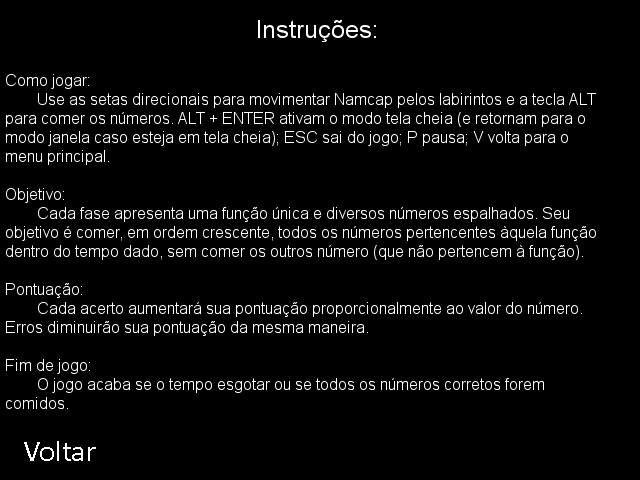 Instruções:
Como jogar:
Use as setas direcionais para movimentar Namcap pelos labirintos e a tecla ALT
para comer os números. ALT + ENTER ativam o modo tela cheia (e retornam para o
modo janela caso esteja em tela cheia); ESC sai do jogo; P pausa; V volta para o
menu principal.
Objetivo:
Cada fase apresenta uma função única e diversos números espalhados. Seu
objetivo é comer, em ordem crescente, todos os números pertencentes àquela função
dentro do tempo dado, sem comer os outros número (que não pertencem à função).
Pontuação:
Cada acerto aumentará sua pontuação proporcionalmente ao valor do número.
Erros diminuirão sua pontuação da mesma maneira.
Fim de jogo:
O jogo acaba se o tempo esgotar ou se todos os números corretos forem
comidos.
Voltar